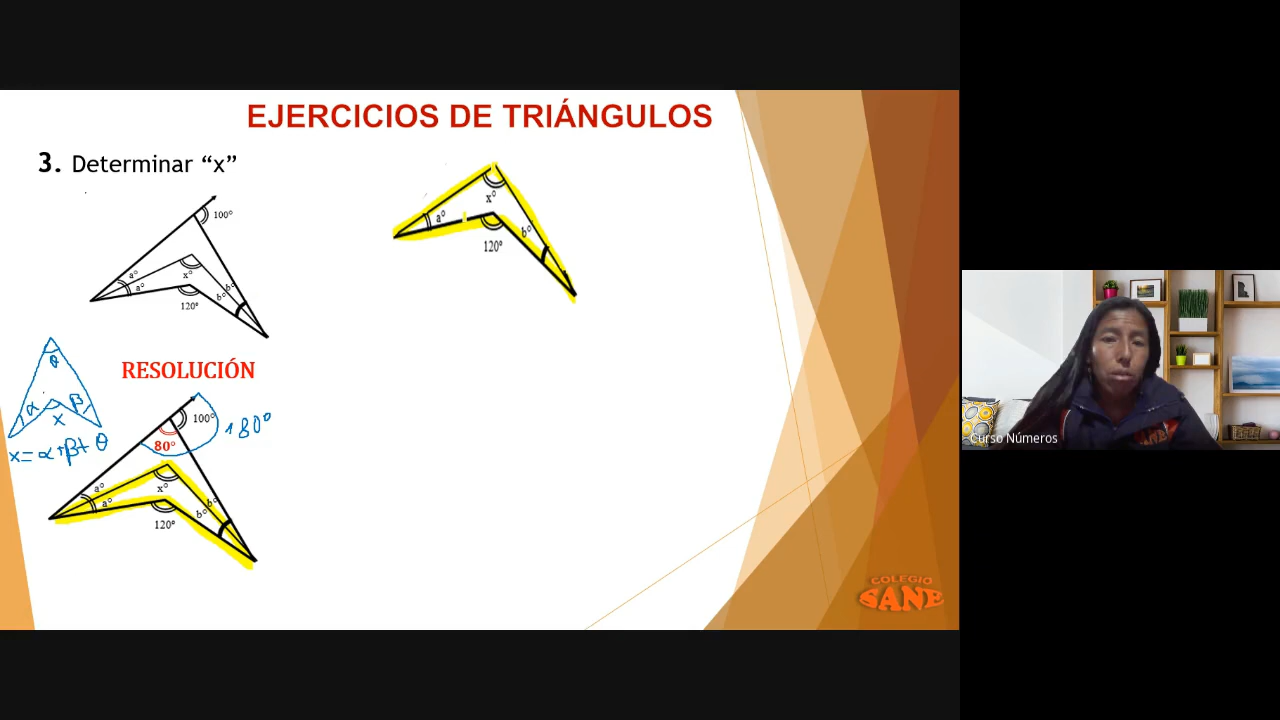 EJERCICIOS DE TRIÁNGULOS
3. Determinar “x”
100°
a°
a°
x°
b°
b°
120°
x°
a°
b°
120°
RESOLUCIÓN
θ
α
β
x
x = α + β + θ
100°
180°
80°
a°
a°
x°
b°
b°
120°
COLEGIO
SANE
Curso Números